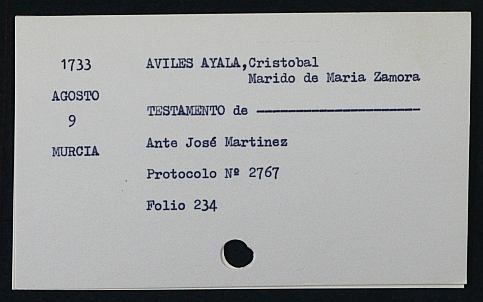 1733
AGOSTO
9
MURCIA
AVILES AYALA,Cristobal
Marido de Maria Zamora
TESTAMENTO de ---------------------
Ante José Martinez
Protocolo Nº 2767
Folio 234